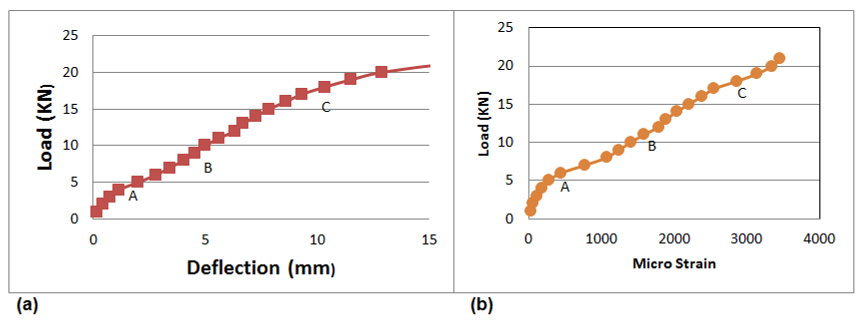 25
20
15
10
5
0
Load (KN)
A
B
C
0 5 10 15
Deflection (mm)
(a)
25
20
15
10
5
0
Load (KN)
A
B
C
0 1000 2000 3000 4000
Micro Strain
(b)